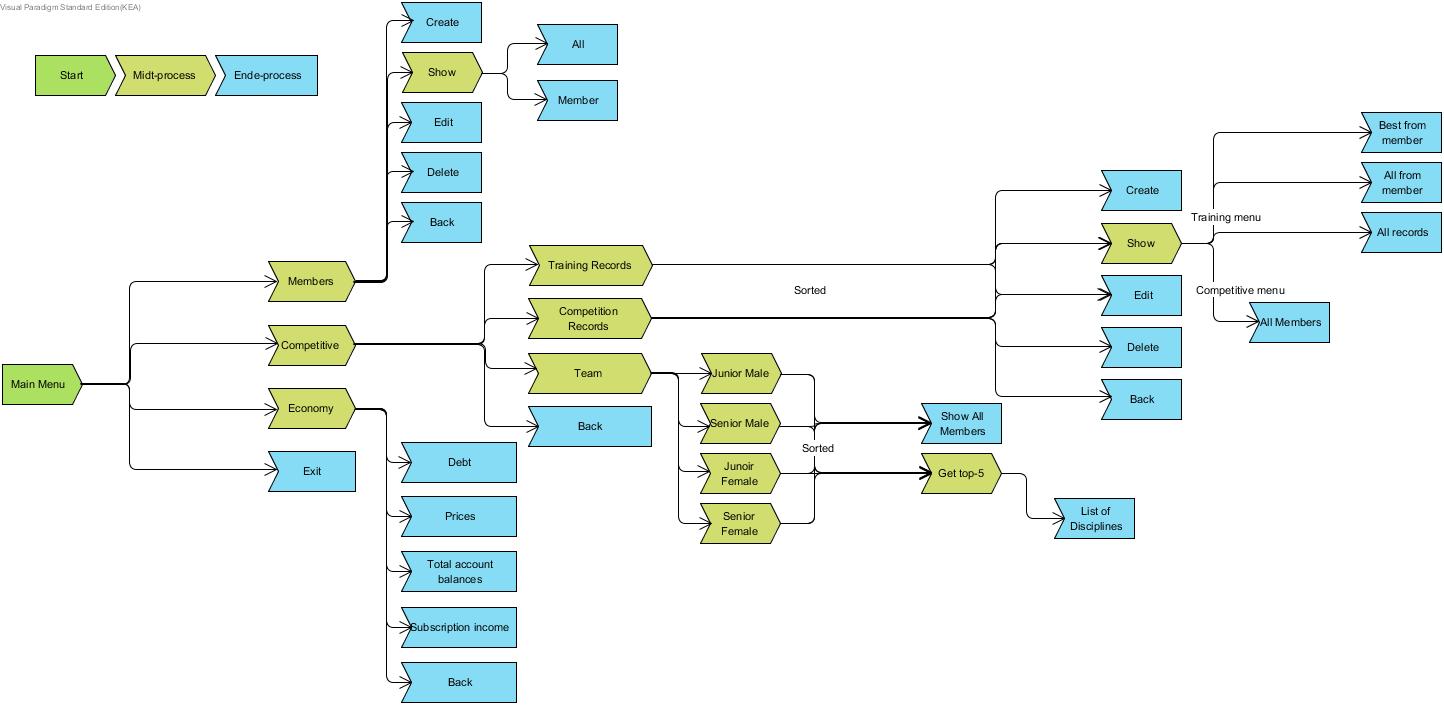 Visual Paradigm Standard Edition(KEA)
Start
Midt-process
Ende-process
Create
Show
Edit
Delete
Back
All
Member
Main Menu
Members
Competitive
Economy
Exit
Debt
Prices
Total account
balances
Subscription income
Back
Training Records
Competition
Records
Team
Back
Sorted
Junior Male
Senior Male
Junoir
Female
Senior
Female
Sorted
Show All
Members
Get top-5
List of
Disciplines
Create
Show
Edit
Delete
Back
Training menu
Competitive menu
Best from
member
All from
member
All records
All Members